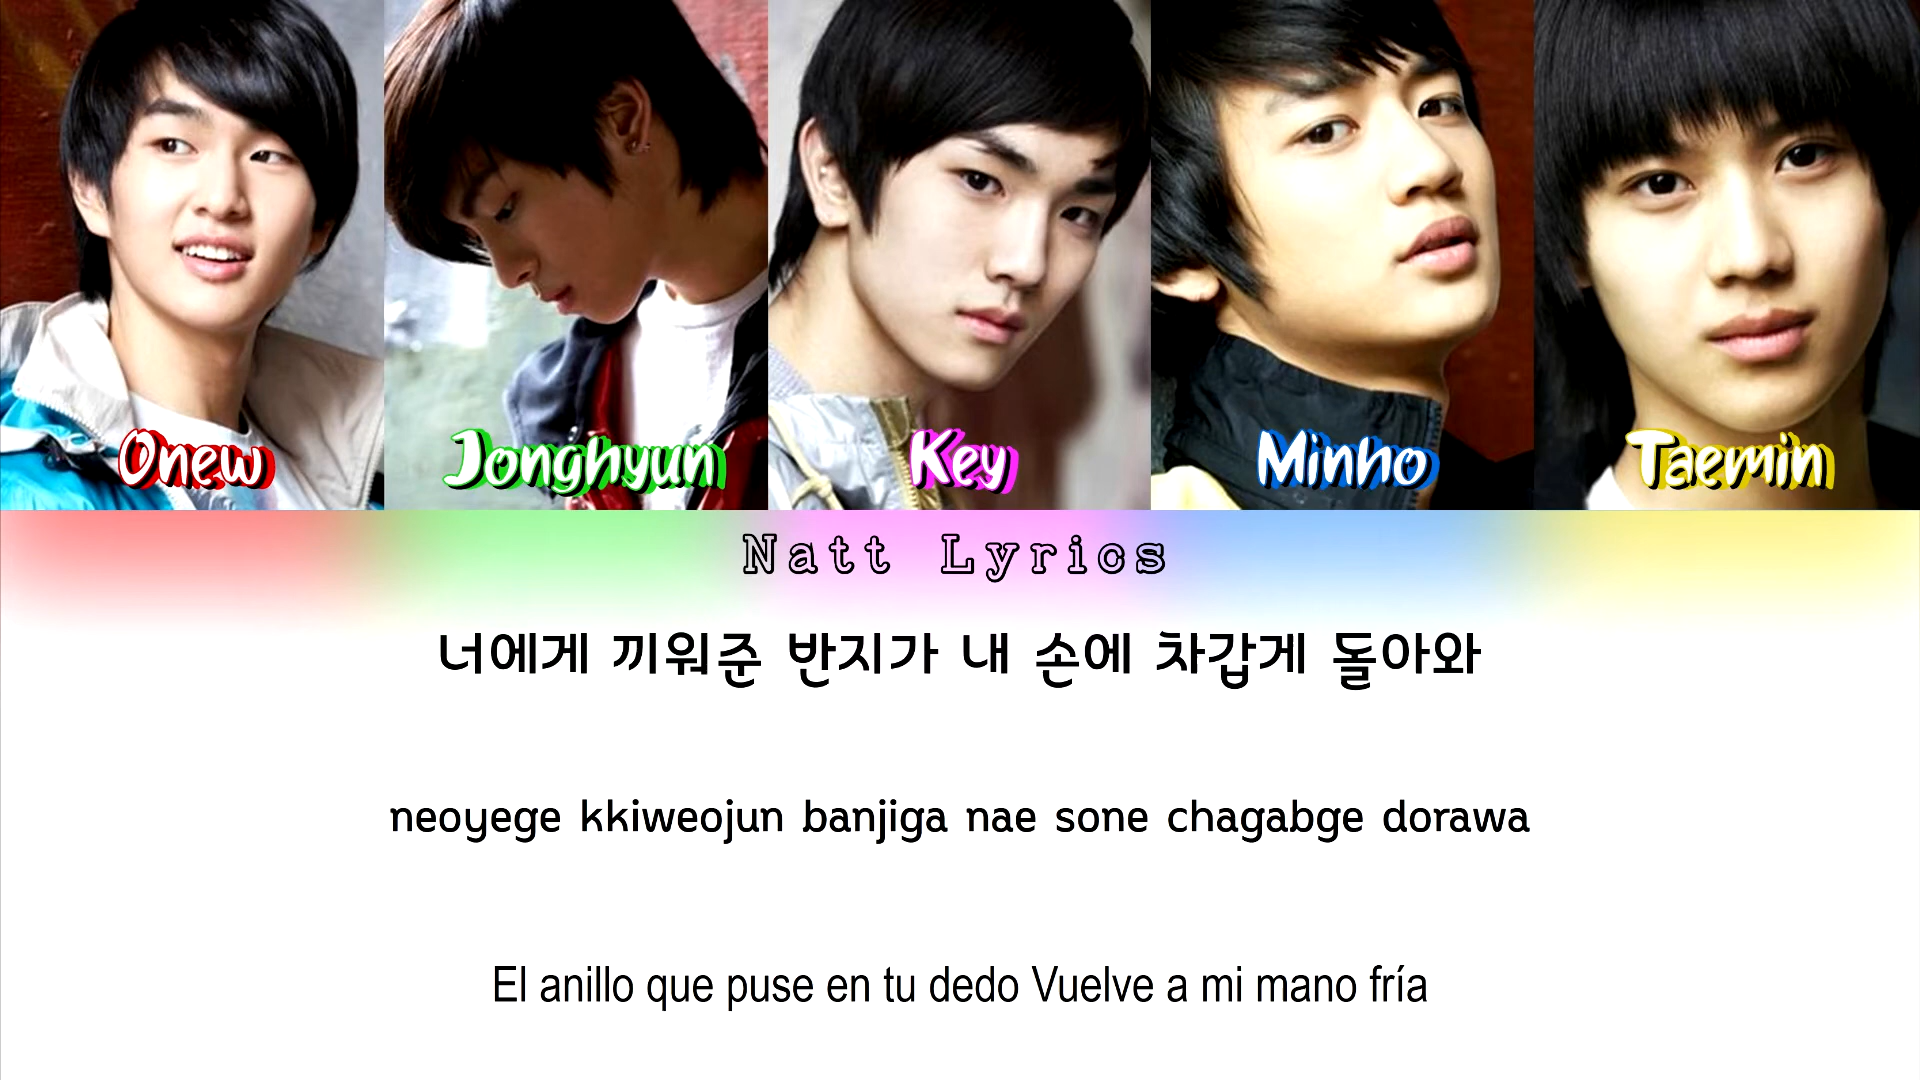 Onew Jonghyun Key Minho Taemin
Natt Lyrics
너에게 끼워준 반지가 내 손에 차갑게 돌아와
neoyege kkiweojun banjiga nae sone chagabge dorawa
El anillo que puse en tu dedo Vuelve a mi mano fría